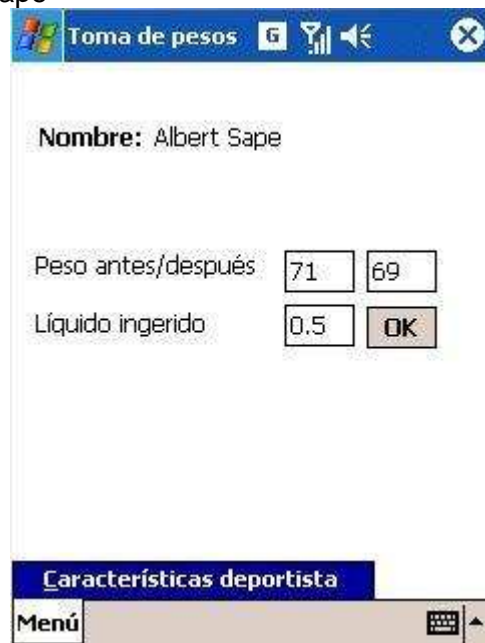 Toma de pesos G
Nombre: Albert Sape
Peso antes/después 71 69
Líquido ingerido 0.5 OK
Características deportista
Menú